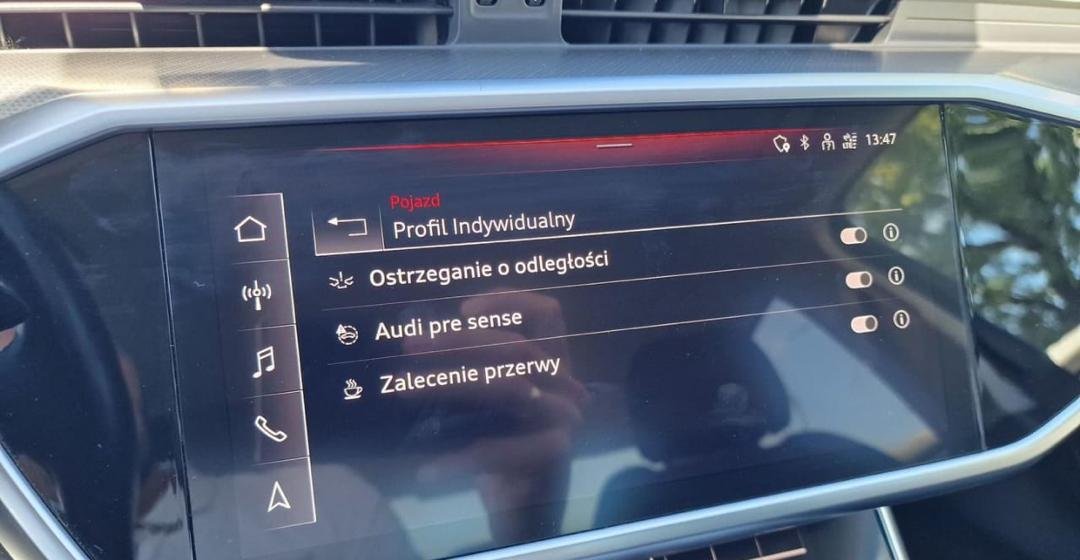 13:47
Pojazd
Profil Indywidualny
Ostrzeganie o odległości
Audi pre sense
Zalecenie przerwy